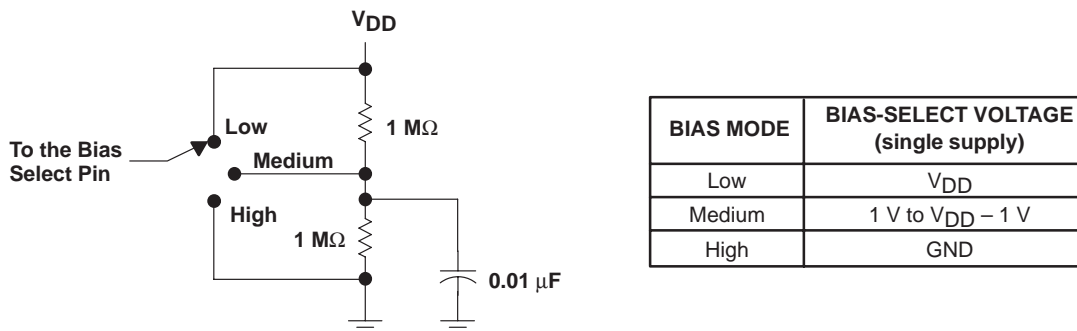 VDD
Low
1 MΩ
To the Bias
Select Pin
Medium
High
1 MΩ
0.01 μF
BIAS MODE
BIAS-SELECT VOLTAGE
(single supply)
Low
VDD
Medium
1 V to VDD – 1 V
High
GND